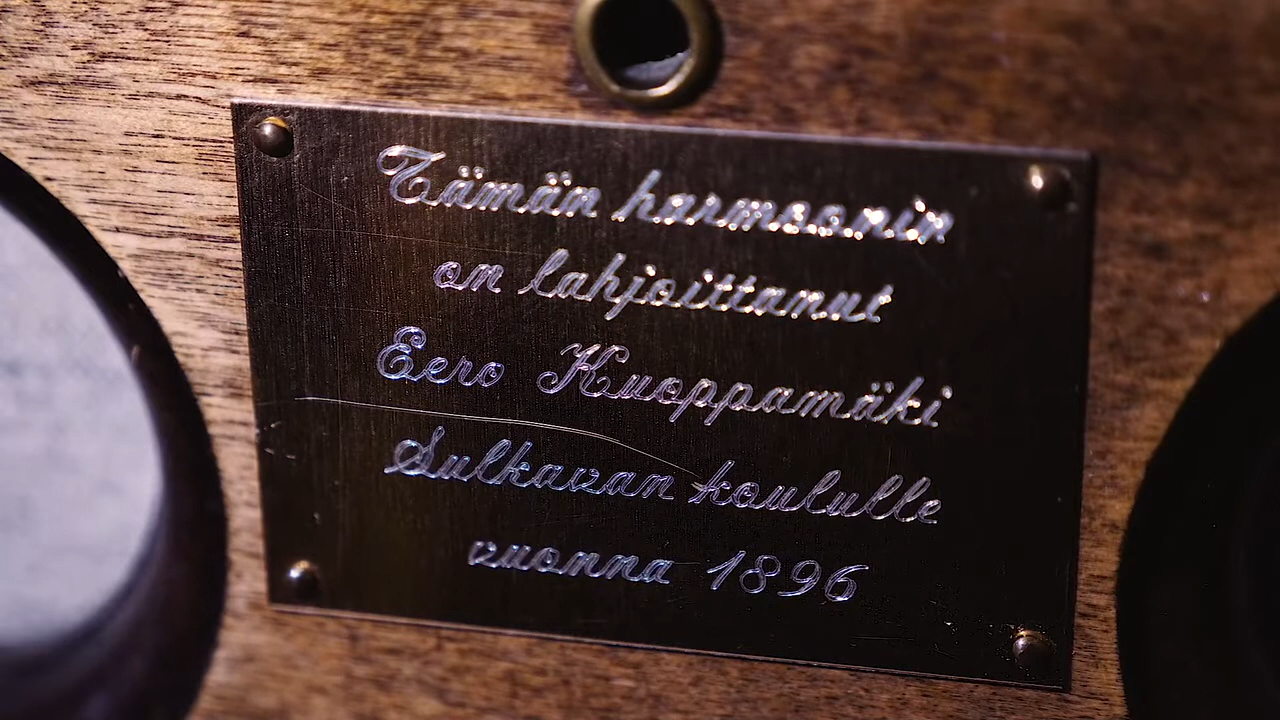 Tämän harmoonin
on lahjoittanut
Eero Kuoppamäki
Sulkavan koululle
vuonna 1896